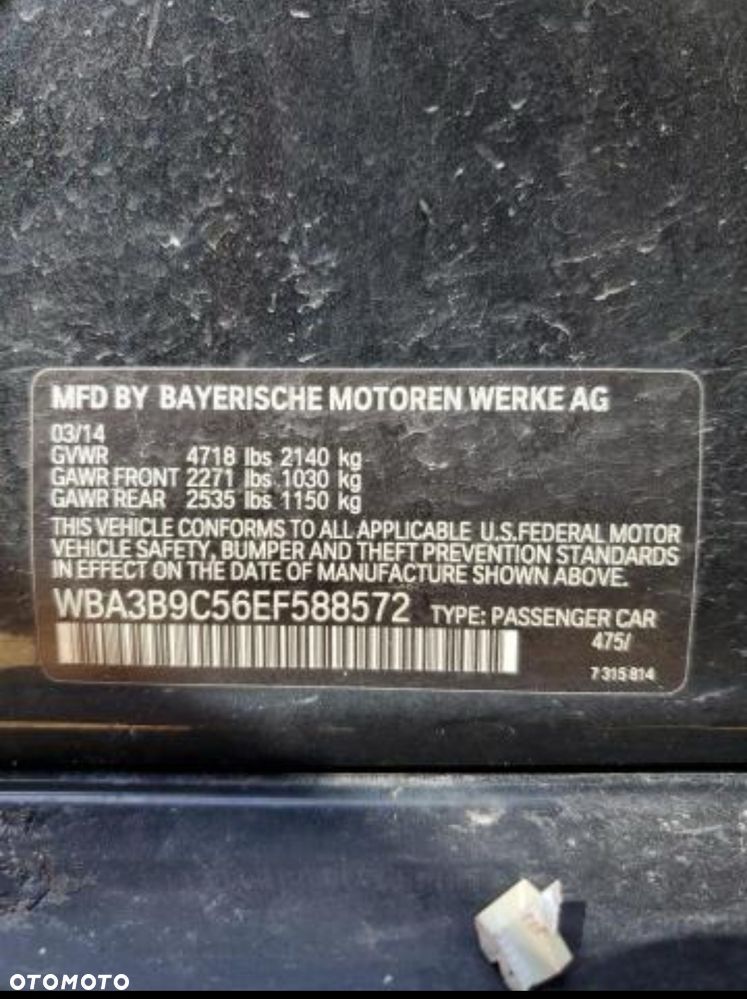 MFD BY BAYERISCHE MOTOREN WERKE AG
03/14
GVWR 4718 lbs 2140 kg
GAWR FRONT 2271 lbs 1030 kg
GAWR REAR 2535 lbs 1150 kg
THIS VEHICLE CONFORMS TO ALL APPLICABLE U.S.FEDERAL MOTOR
VEHICLE SAFETY, BUMPER AND THEFT PREVENTION STANDARDS
IN EFFECT ON THE DATE OF MANUFACTURE SHOWN ABOVE.
WBA3B9C56EF588572 TYPE: PASSENGER CAR
475/
7 315 814
OTOMOTO